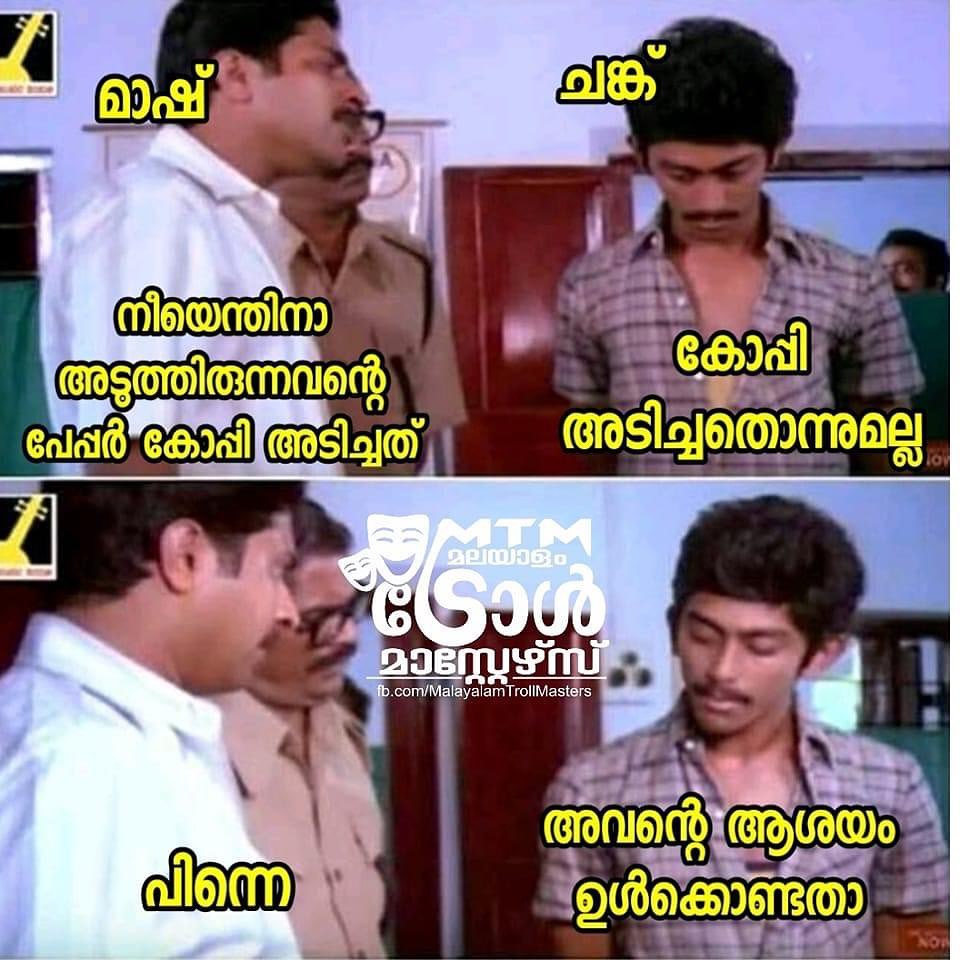 മാഷ്
ചങ്ക്
നീയെന്തിനാ
അടുത്തിരുന്നവന്റെ
പേപ്പർ കോപ്പി അടിച്ചത്
കോപ്പി
അടിച്ചതൊന്നുമല്ല
MTM
മലയാളം
ട്രോൾ
മാസ്റ്റേഴ്സ്
fb.com/MalayalamTrollMasters
പിന്നെ
അവന്റെ ആശയം
ഉൾക്കൊണ്ടതാ